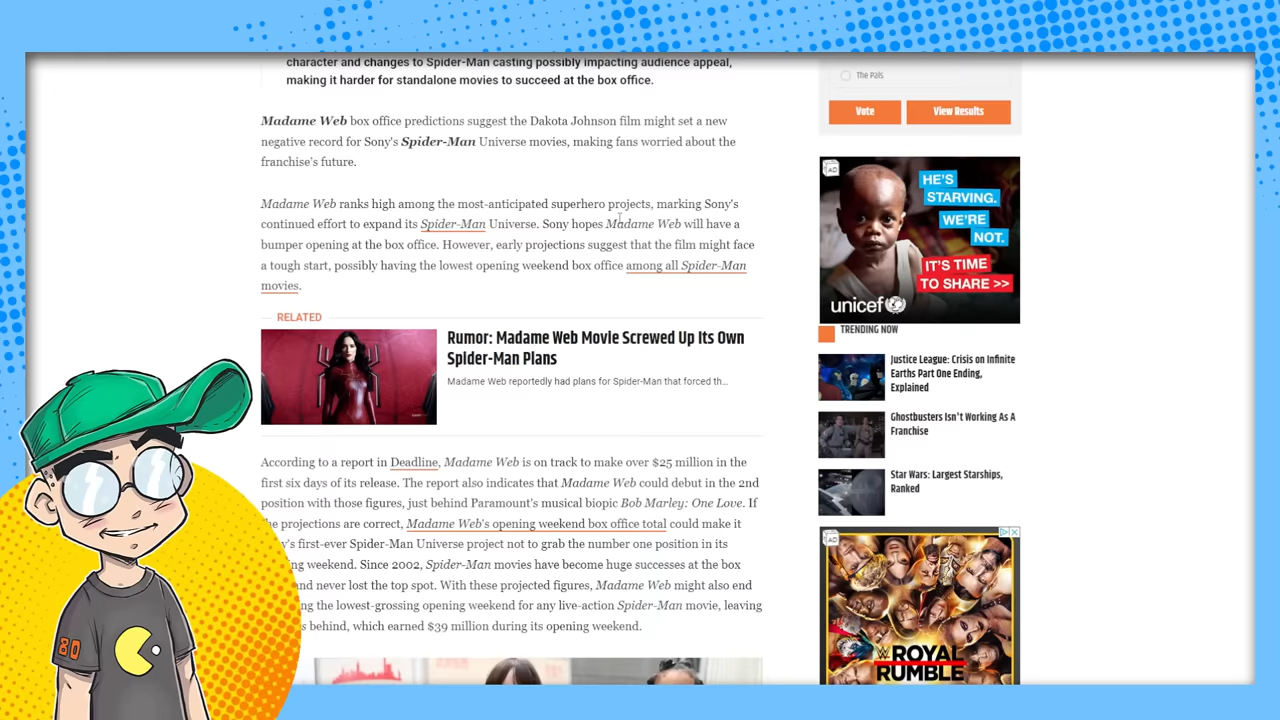 character and changes to Spider-Man casting possibly impacting audience appeal,
making it harder for standalone movies to succeed at the box office.
Madame Web box office predictions suggest the Dakota Johnson film might set a new
negative record for Sony's Spider-Man Universe movies, making fans worried about the
franchise's future.
Madame Web ranks high among the most-anticipated superhero projects, marking Sony's
continued effort to expand its Spider-Man Universe. Sony hopes Madame Web will have a
bumper opening at the box office. However, early projections suggest that the film might face
a tough start, possibly having the lowest opening weekend box office among all Spider-Man
movies.
RELATED
Rumor: Madame Web Movie Screwed Up Its Own
Spider-Man Plans
Madame Web reportedly had plans for Spider-Man that forced th...
According to a report in Deadline, Madame Web is on track to make over $25 million in the
first six days of its release. The report also indicates that Madame Web could debut in the 2nd
position with those figures, just behind Paramount's musical biopic Bob Marley: One Love. If
the projections are correct, Madame Web's opening weekend box office total could make it
-ever Spider-Man Universe project not to grab the number one position in its
weekend. Since 2002, Spider-Man movies have become huge successes at the box
and never lost the top spot. With these projected figures, Madame Web might also end
the lowest-grossing opening weekend for any live-action Spider-Man movie, leaving
behind, which earned $39 million during its opening weekend.
The Pals
Vote
View Results
AD
HE'S
STARVING.
WE'RE
NOT.
IT'S TIME
TO SHARE >>
unicef
TRENDING NOW
Justice League: Crisis on Infinite
Earths Part One Ending,
Explained
Ghostbusters Isn't Working As A
Franchise
Star Wars: Largest Starships,
Ranked
AD
ROYAL
RUMBLE
80